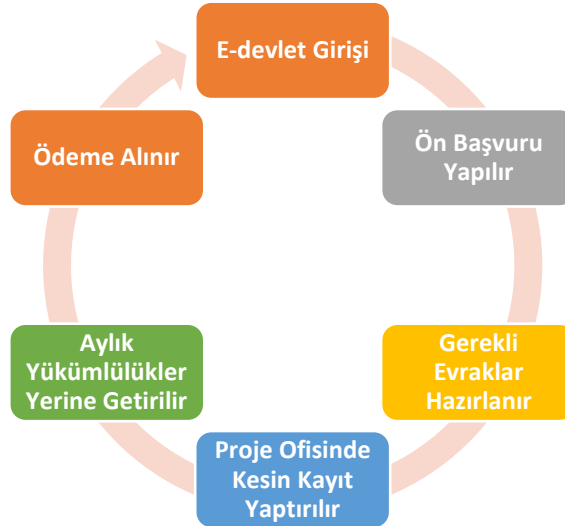 E-devlet Girişi
Ön Başvuru
Yapılır
Gerekli
Evraklar
Hazırlanır
Proje Ofisinde
Kesin Kayıt
Yaptırılır
Aylık
Yükümlülükler
Yerine Getirilir
Ödeme Alınır